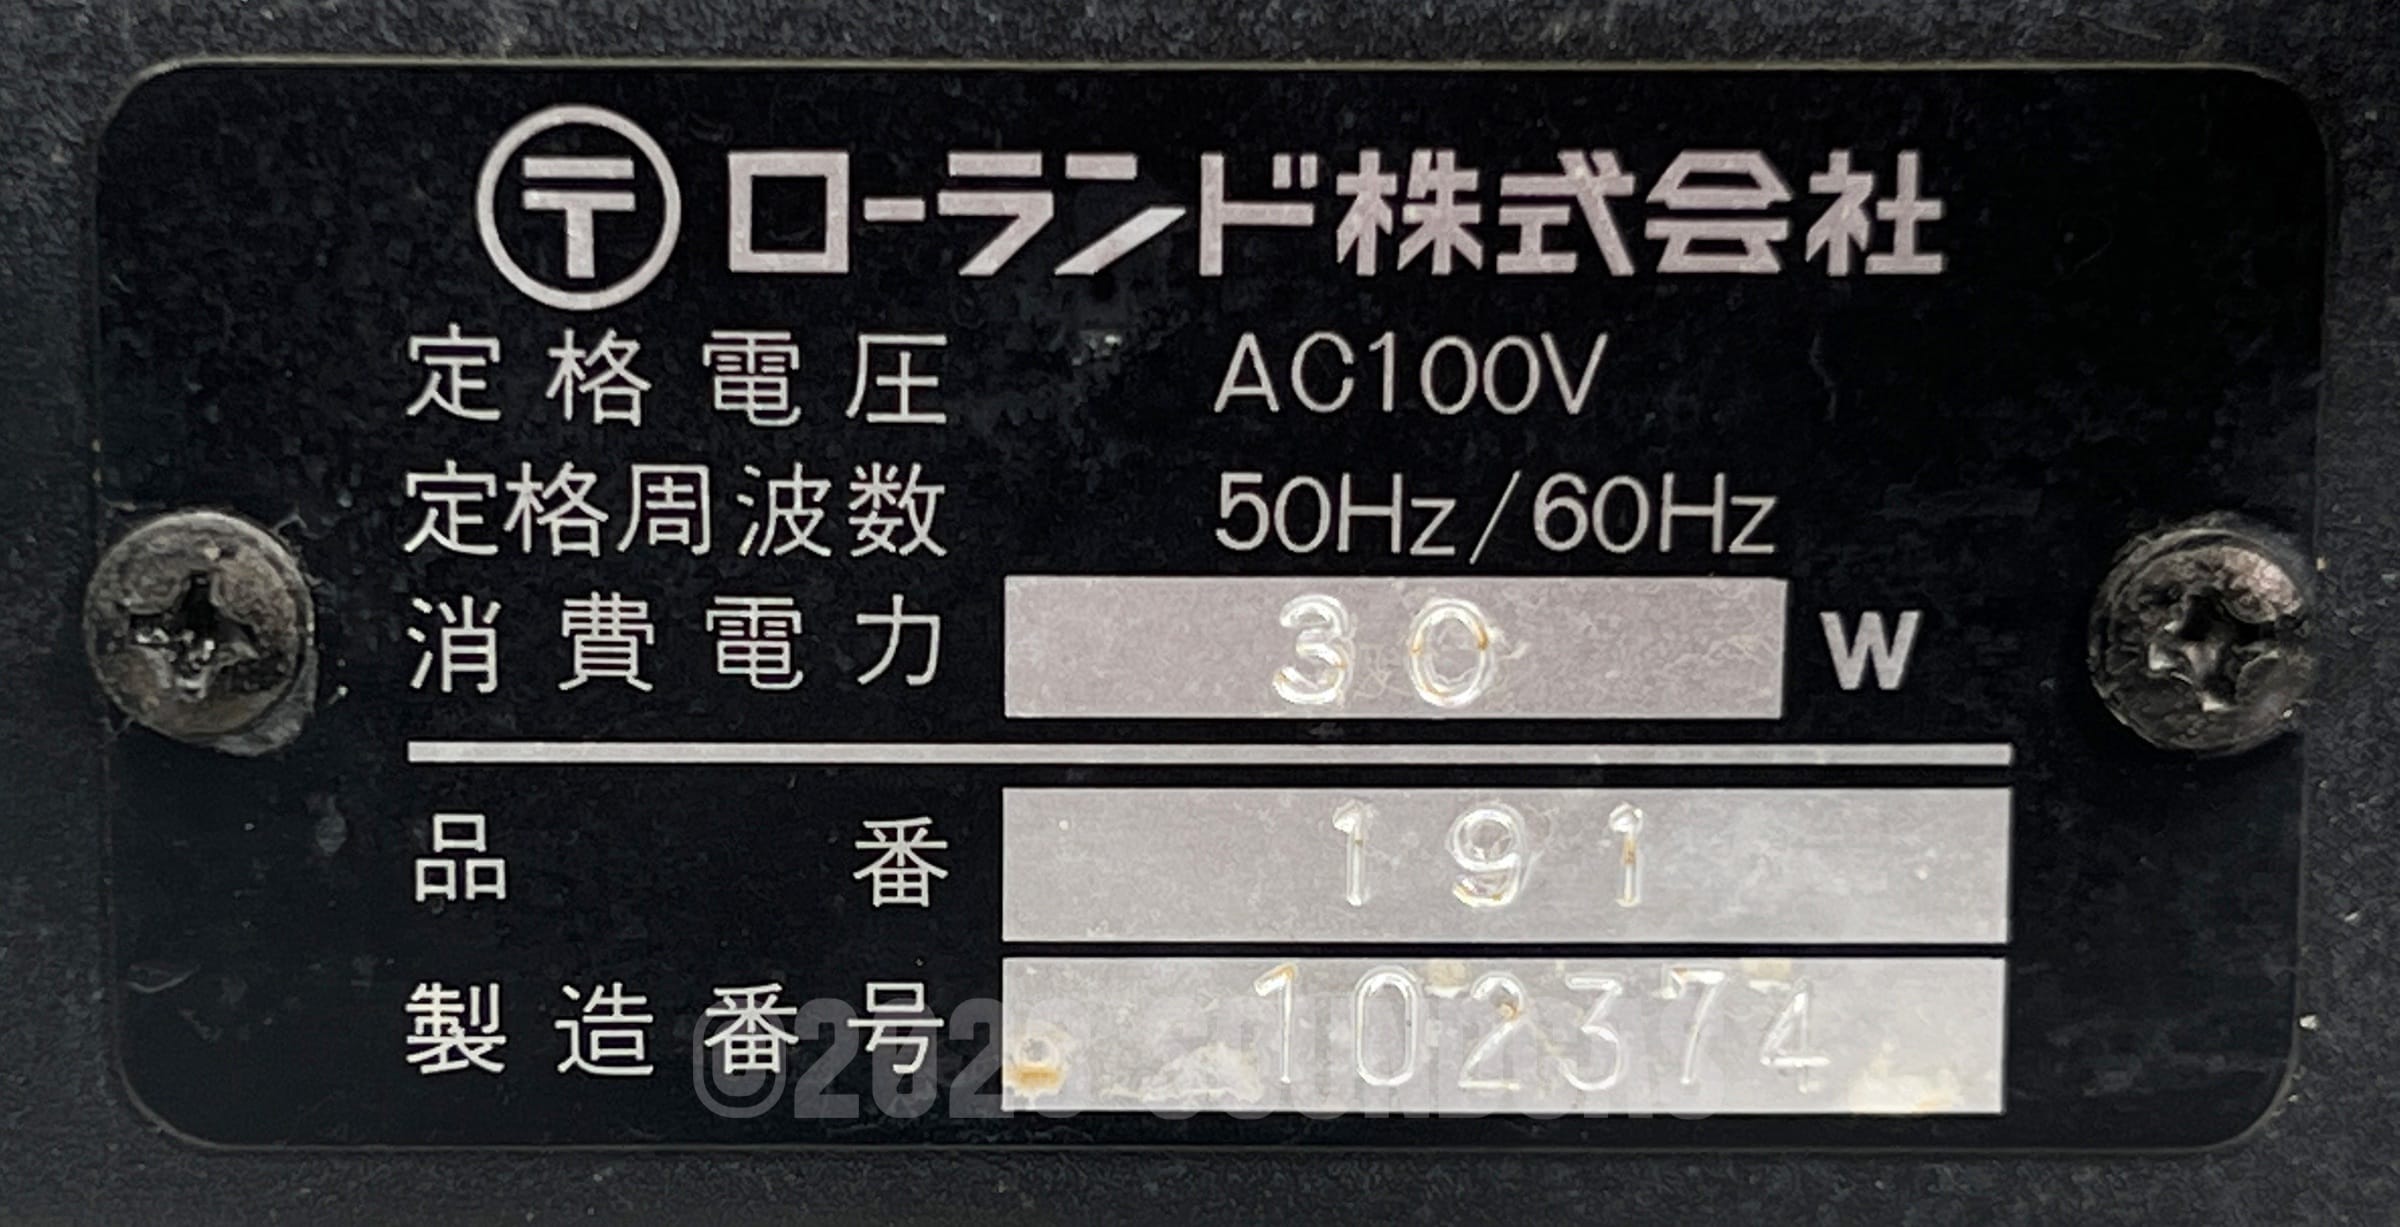 〒ローランド株式会社
定格電圧 AC100V
定格周波数 50Hz/60Hz
消費電力 30 W
品番 191
製造番号 102374